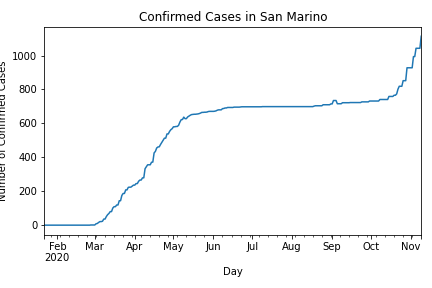 Confirmed Cases in San Marino
Number of Confirmed Cases
1000
800
600
400
200
0
Feb Mar Apr May Jun Jul Aug Sep Oct Nov
2020
Day